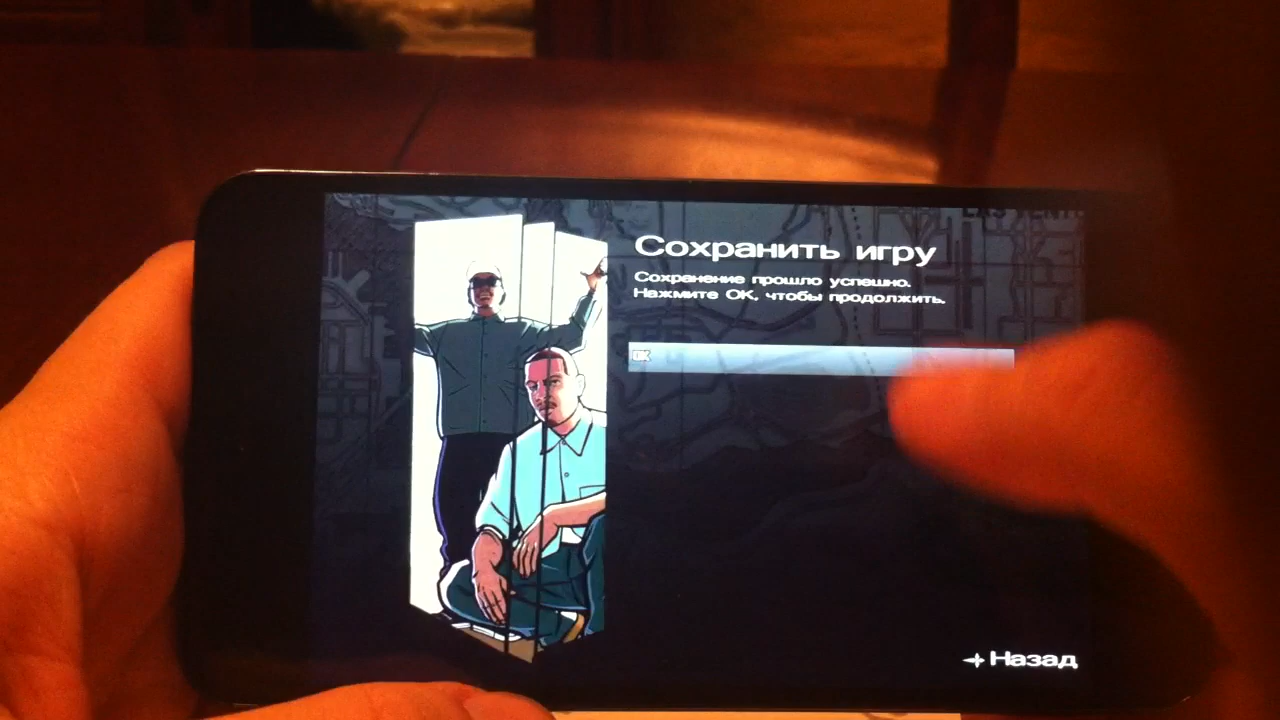 Сохранить игру
Сохранение прошло успешно.
Нажмите ОК, чтобы продолжить.
ОК
Назад